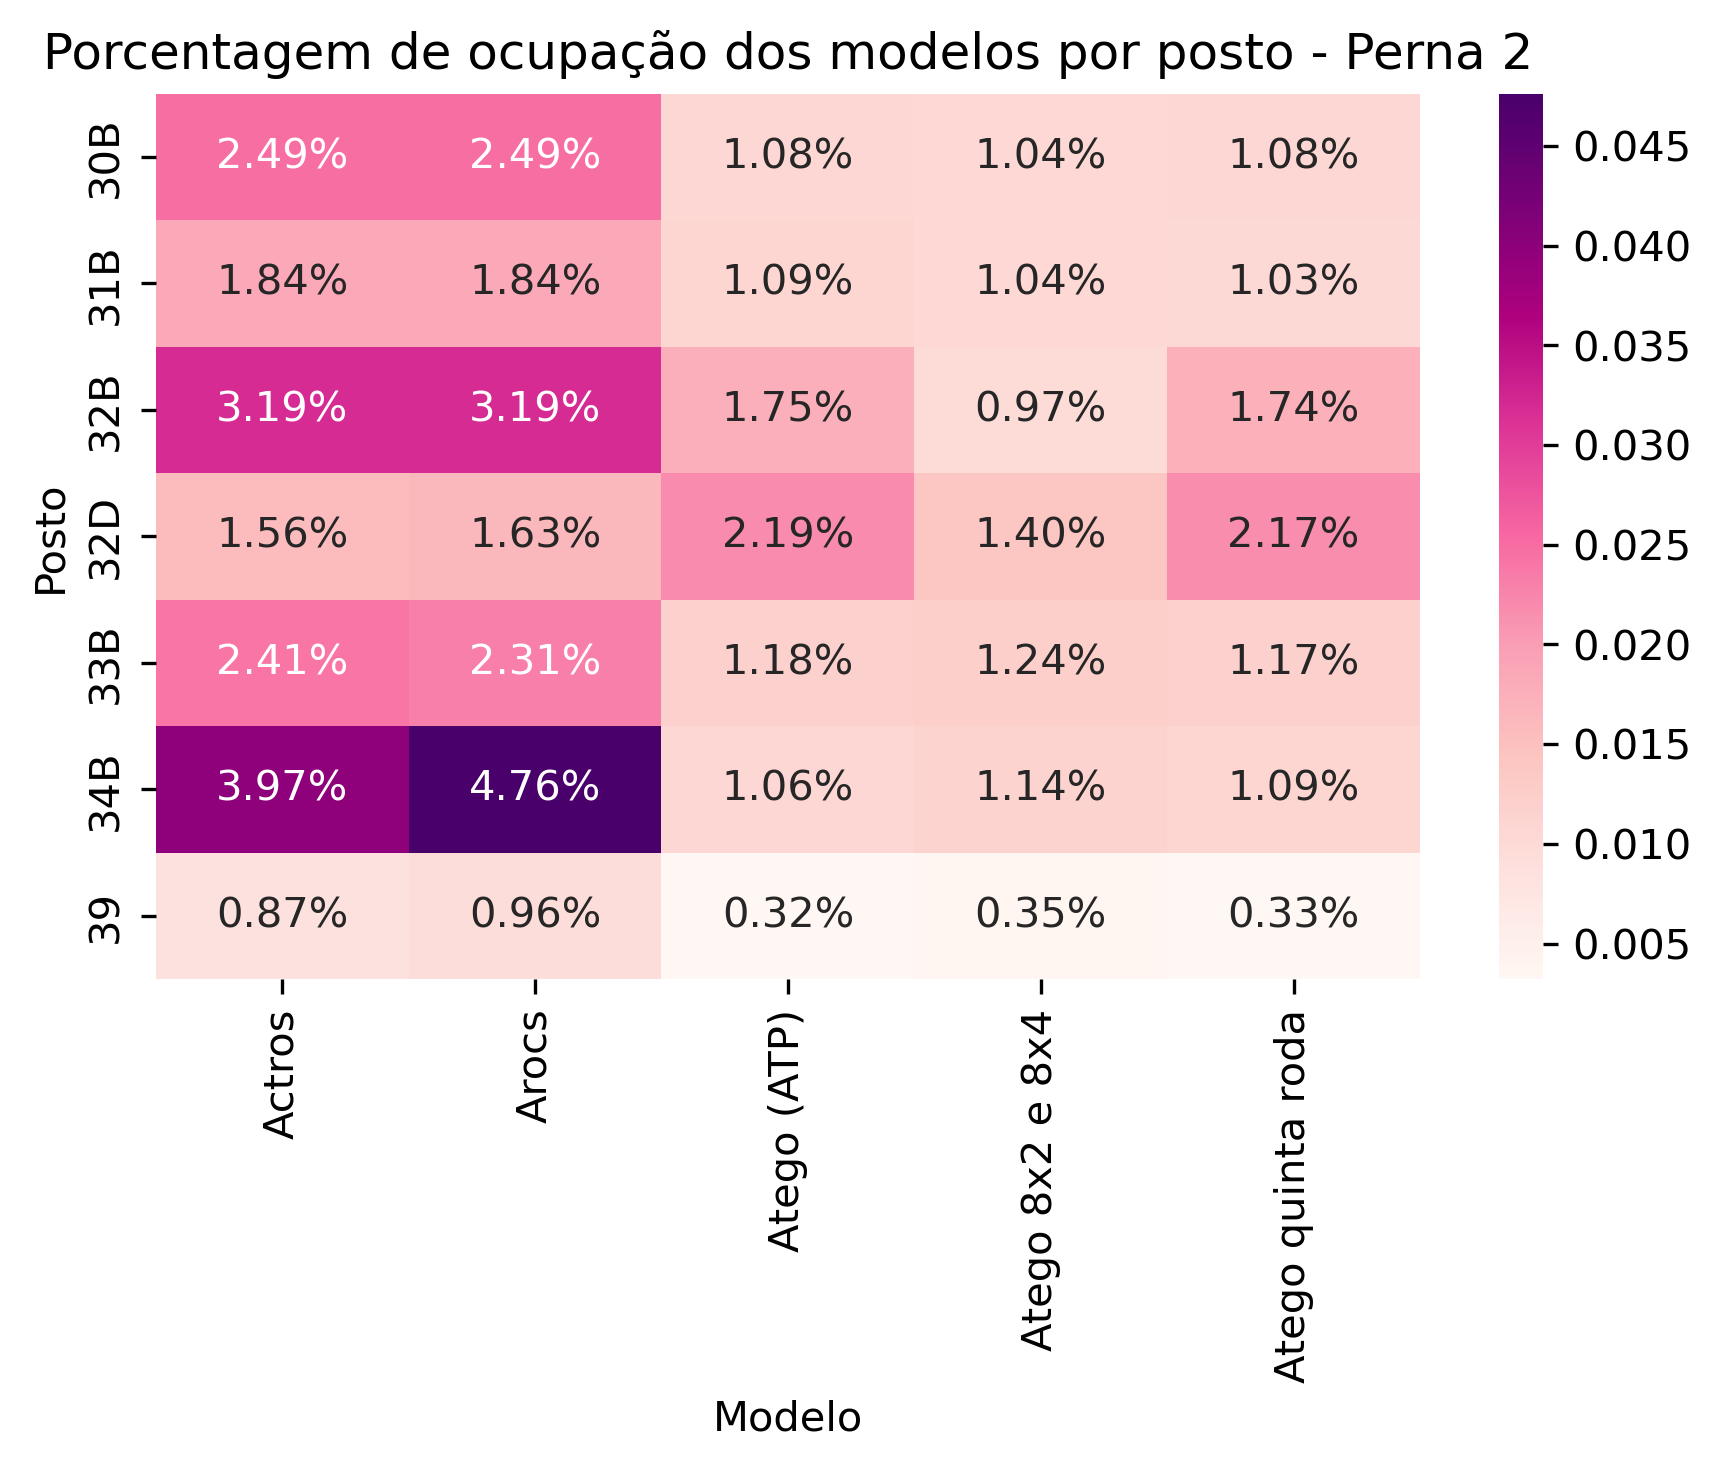 Porcentagem de ocupação dos modelos por posto - Perna 2
Posto
30B 2.49% 2.49% 1.08% 1.04% 1.08%
31B 1.84% 1.84% 1.09% 1.04% 1.03%
32B 3.19% 3.19% 1.75% 0.97% 1.74%
32D 1.56% 1.63% 2.19% 1.40% 2.17%
33B 2.41% 2.31% 1.18% 1.24% 1.17%
34B 3.97% 4.76% 1.06% 1.14% 1.09%
39 0.87% 0.96% 0.32% 0.35% 0.33%
Actros
Arocs
Atego (ATP)
Atego 8x2 e 8x4
Atego quinta roda
Modelo
0.045
0.040
0.035
0.030
0.025
0.020
0.015
0.010
0.005